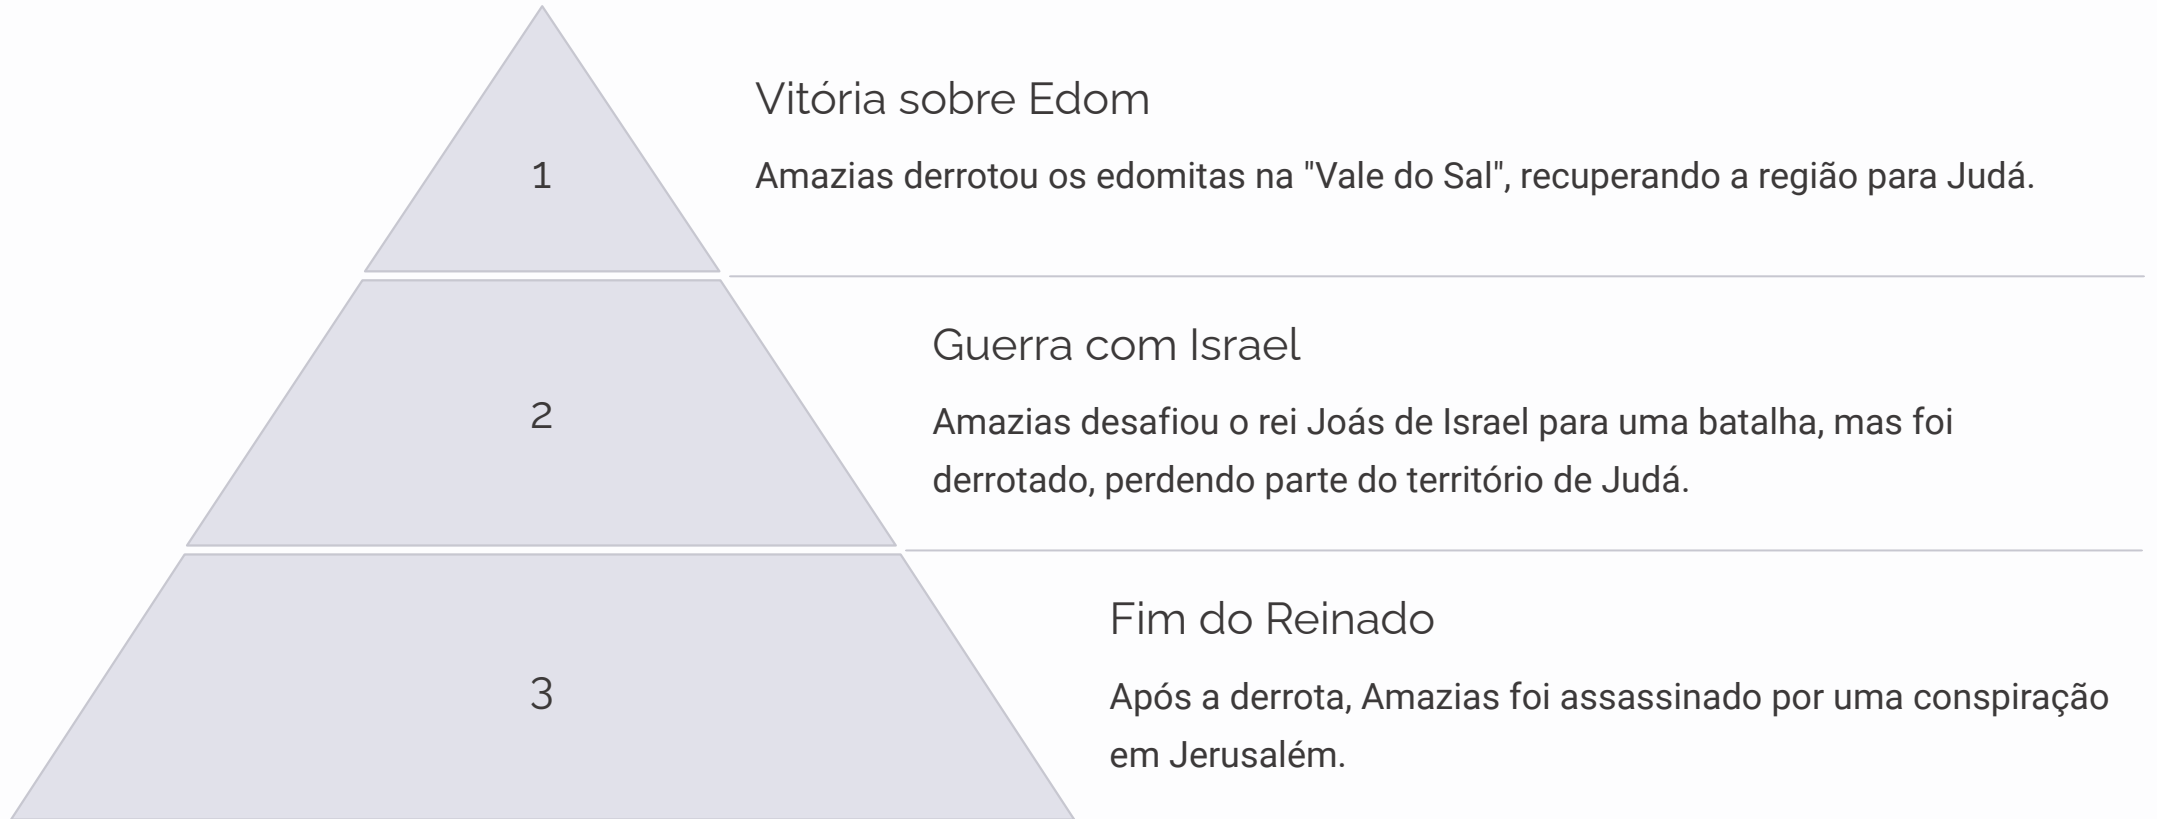 1
Vitória sobre Edom
Amazias derrotou os edomitas na "Vale do Sal", recuperando a região para Judá.
2
Guerra com Israel
Amazias desafiou o rei Joás de Israel para uma batalha, mas foi
derrotado, perdendo parte do território de Judá.
3
Fim do Reinado
Após a derrota, Amazias foi assassinado por uma conspiração
em Jerusalém.